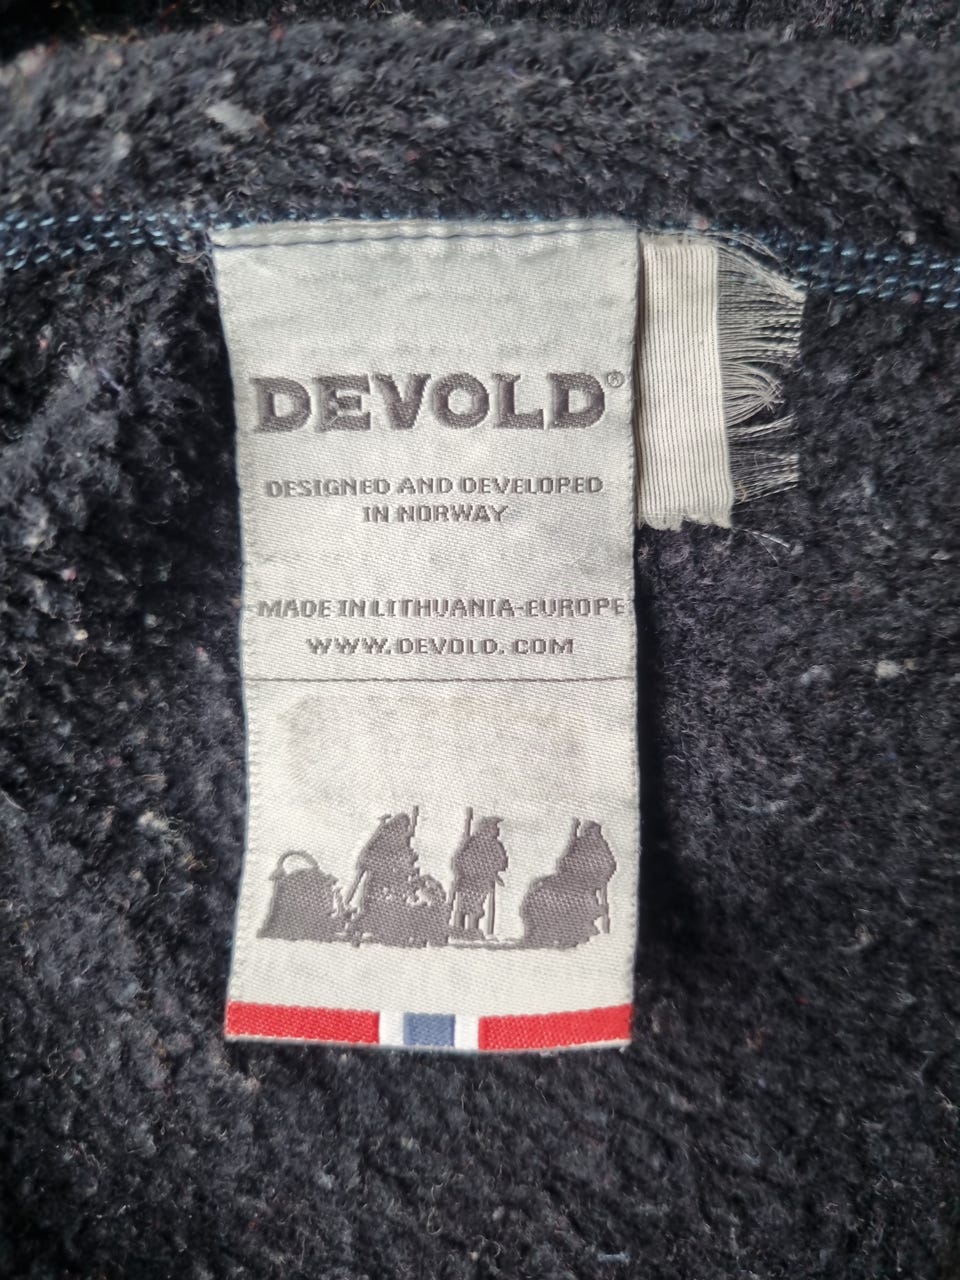 DEVOLD®
DESIGNED AND DEVELOPED
IN NORWAY
MADE IN LITHUANIA-EUROPE
WWW.DEVOLD.COM